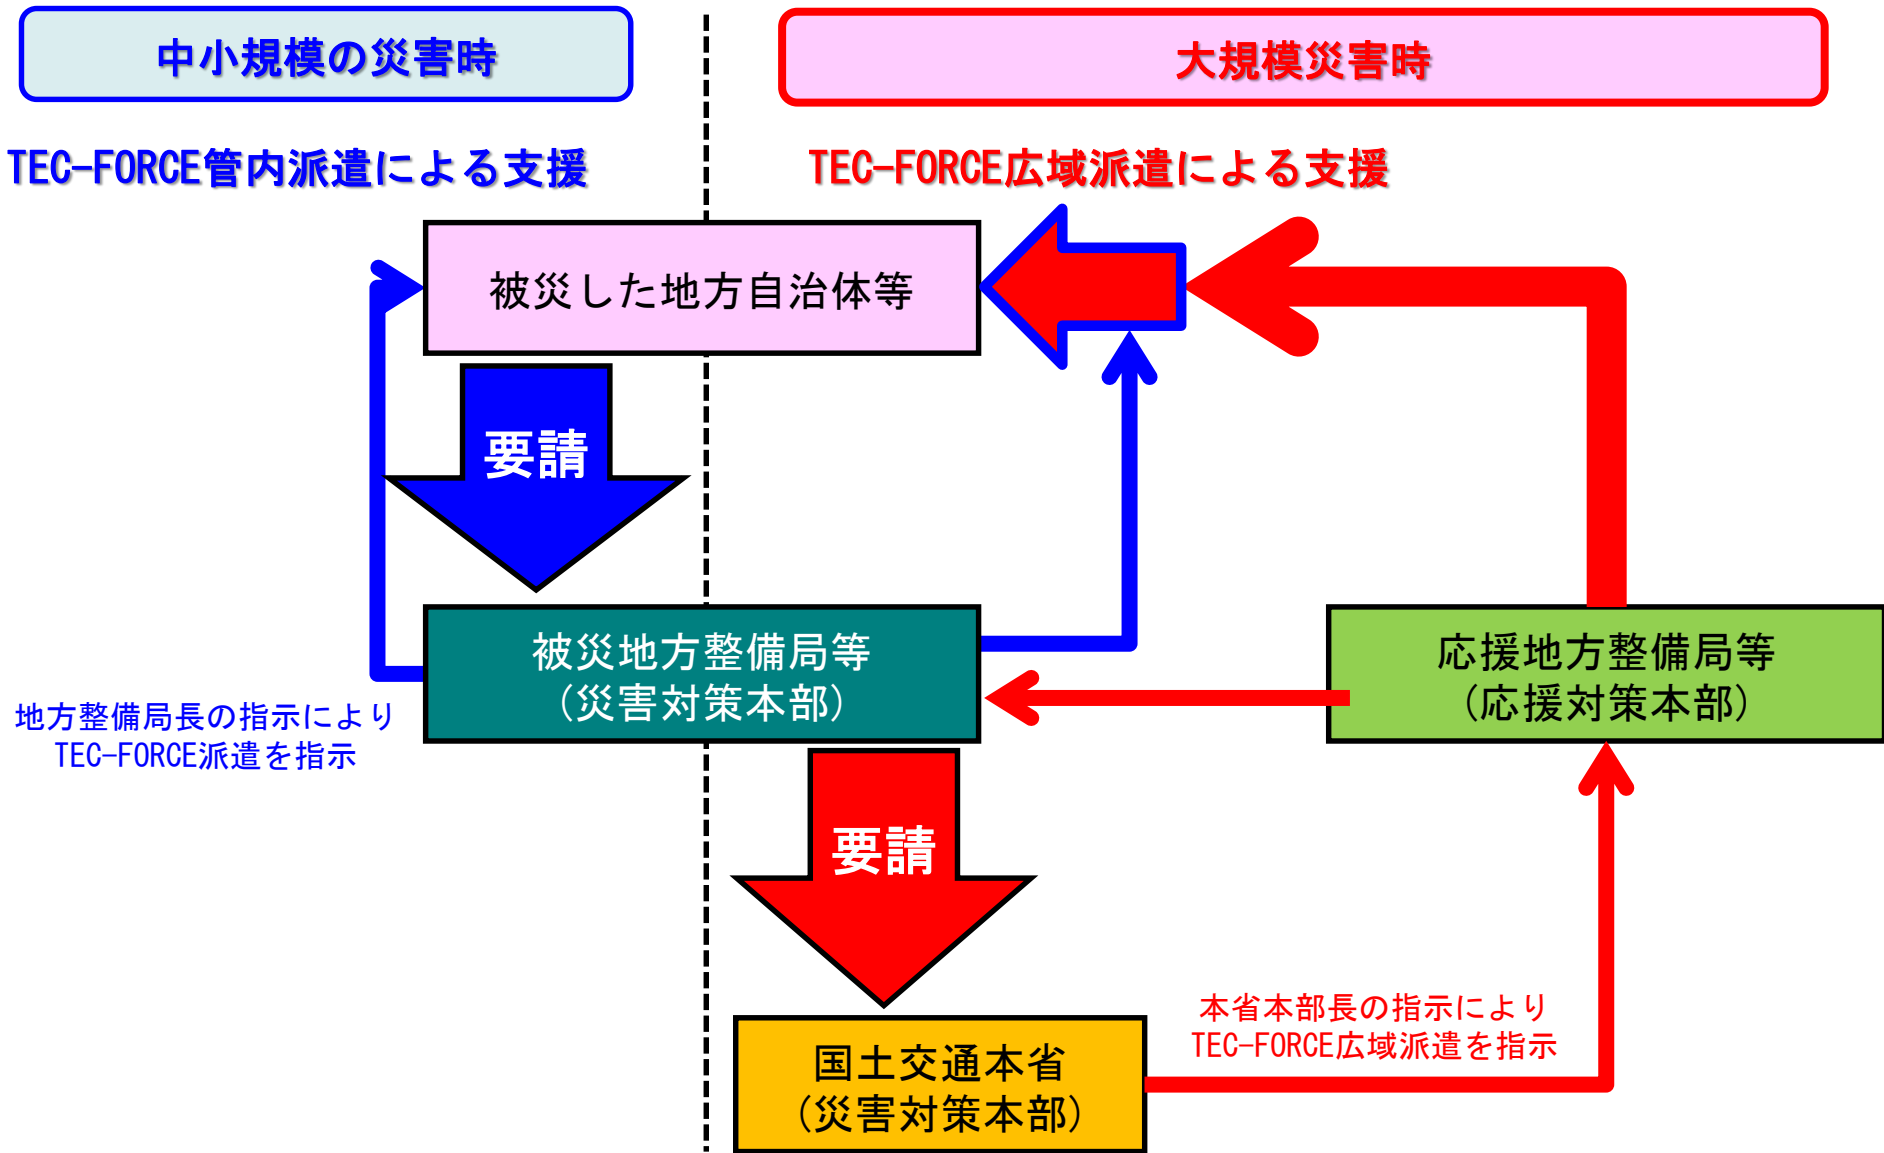 中小規模の災害時
大規模災害時
TEC-FORCE管内派遣による支援
TEC-FORCE広域派遣による支援
被災した地方自治体等
要請
被災地方整備局等
(災害対策本部)
応援地方整備局等
(応援対策本部)
地方整備局長の指示により
TEC-FORCE派遣を指示
要請
本省本部長の指示により
TEC-FORCE広域派遣を指示
国土交通本省
(災害対策本部)